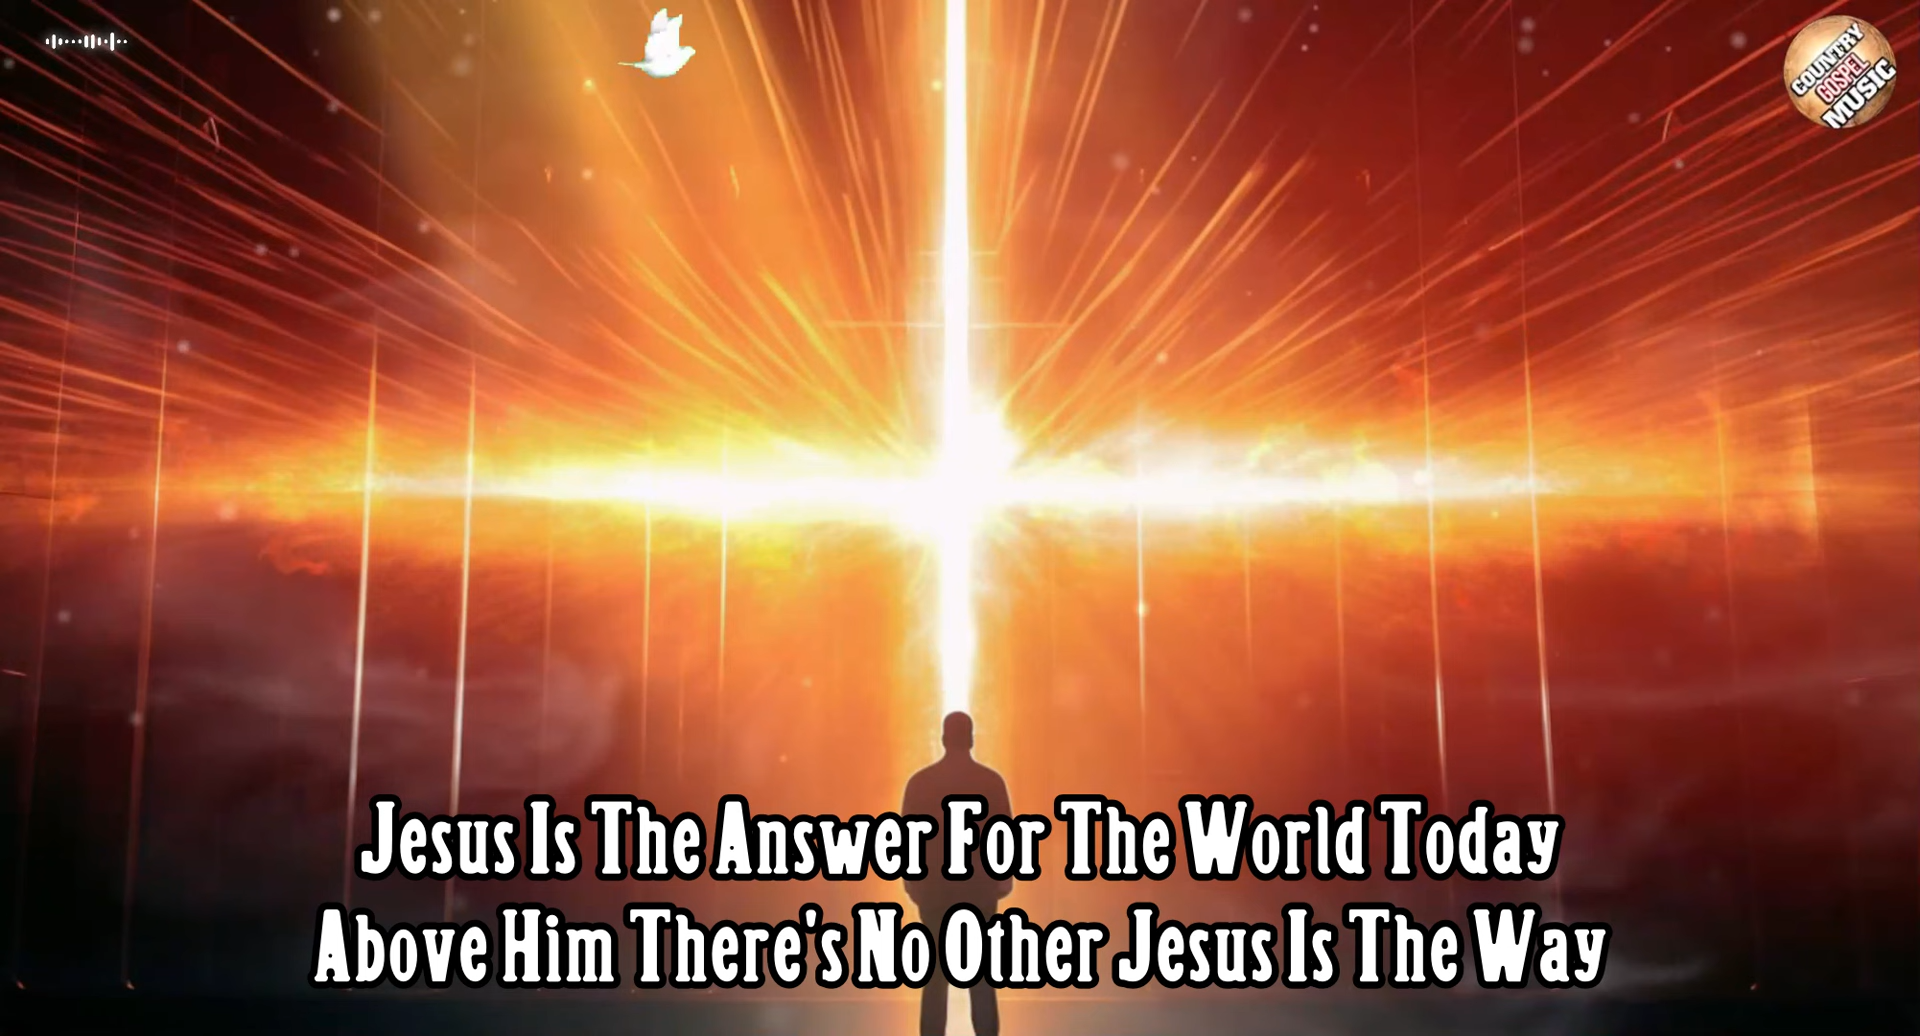 COUNTRY
GOSPEL
MUSIC
Jesus Is The Answer For The World Today
Above Him There's No Other Jesus Is The Way